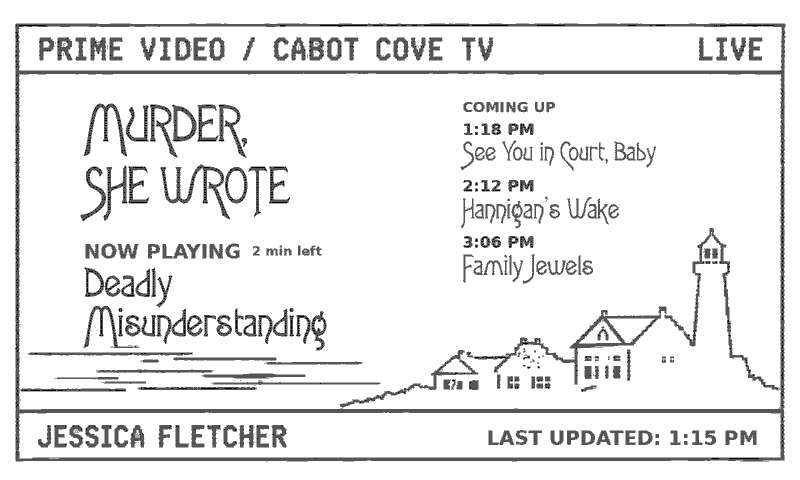 PRIME VIDEO / CABOT COVE TV
LIVE
MURDER,
SHE WROTE
NOW PLAYING 2 min left
Deadly
Misunderstanding
COMING UP
1:18 PM
See You in Court, Baby
2:12 PM
Hannigan's Wake
3:06 PM
Family Jewels
JESSICA FLETCHER
LAST UPDATED: 1:15 PM